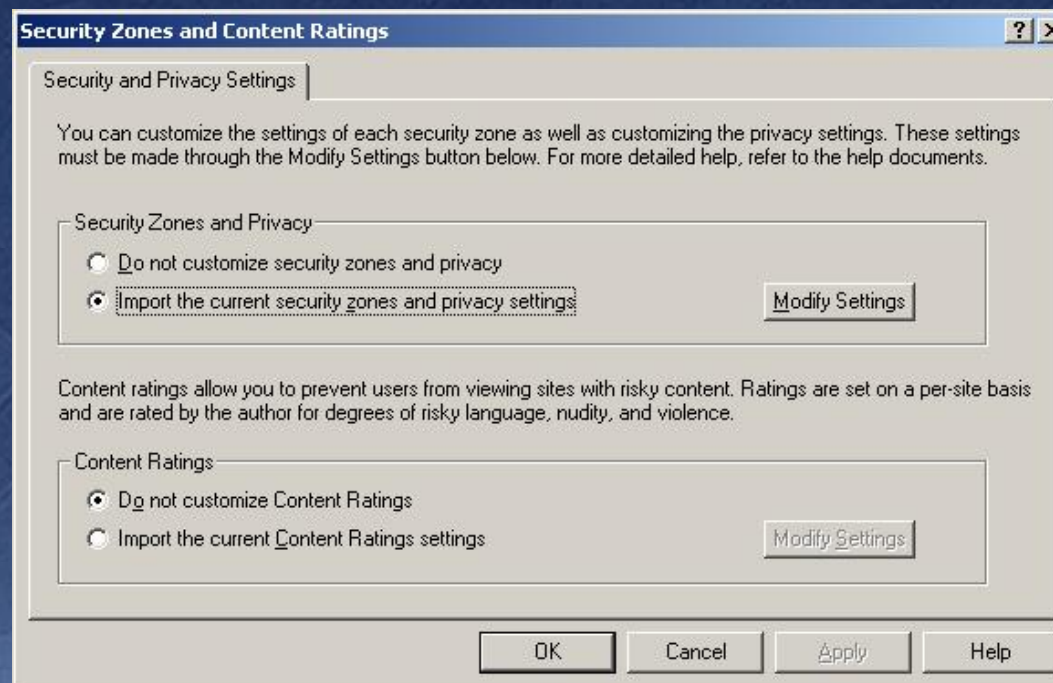 Security Zones and Content Ratings
Security and Privacy Settings
You can customize the settings of each security zone as well as customizing the privacy settings. These settings
must be made through the Modify Settings button below. For more detailed help, refer to the help documents.
Security Zones and Privacy
Do not customize security zones and privacy
Import the current security zones and privacy settings
Modify Settings
Content ratings allow you to prevent users from viewing sites with risky content. Ratings are set on a per-site basis
and are rated by the author for degrees of risky language, nudity, and violence.
Content Ratings
Do not customize Content Ratings
Import the current Content Ratings settings
Modify Settings
OK Cancel Apply Help